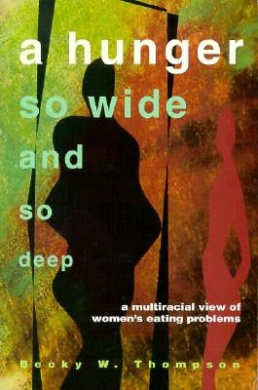 a hunger
so wide
and
so
deep
a multiracial view of
women's eating problems
Becky W. Thompson